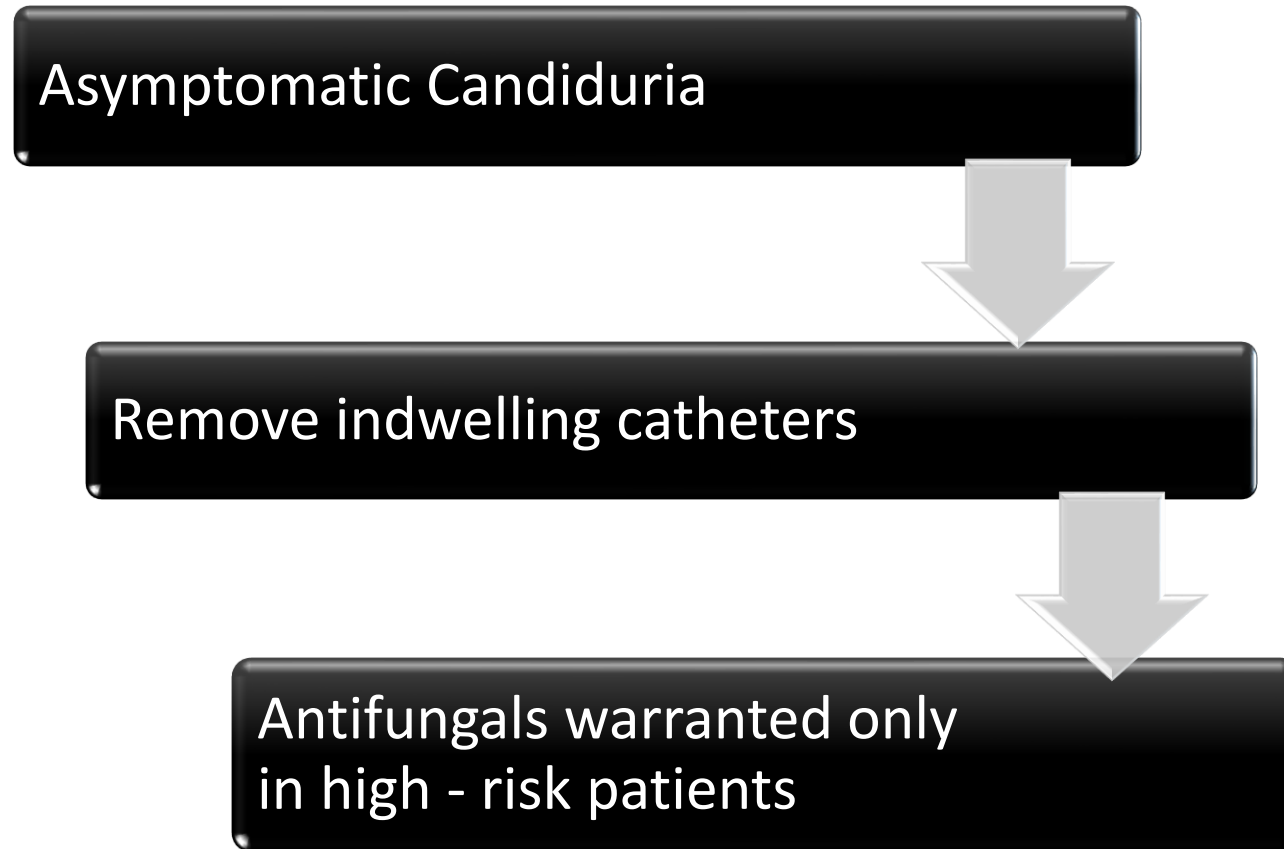 Asymptomatic Candiduria
Remove indwelling catheters
Antifungals warranted only
in high - risk patients